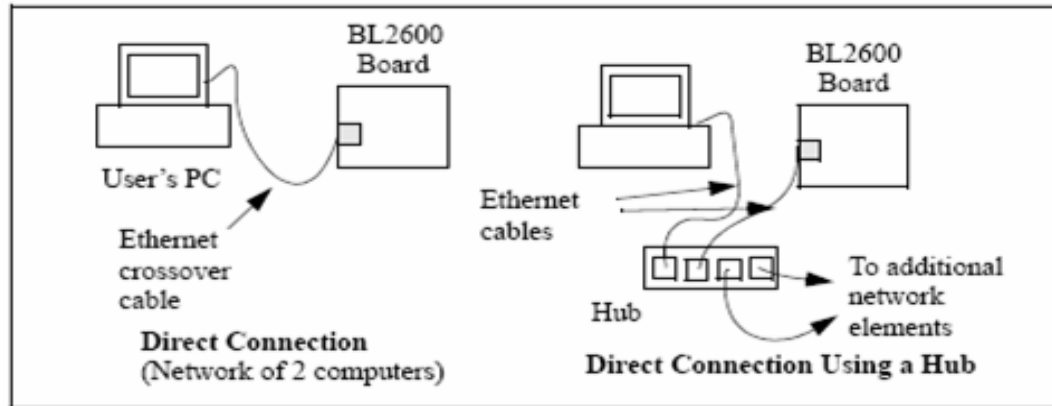 BL2600
Board
User's PC
Ethernet
crossover
cable
Direct Connection
(Network of 2 computers)
BL2600
Board
Ethernet
cables
Hub
To additional
network
elements
Direct Connection Using a Hub